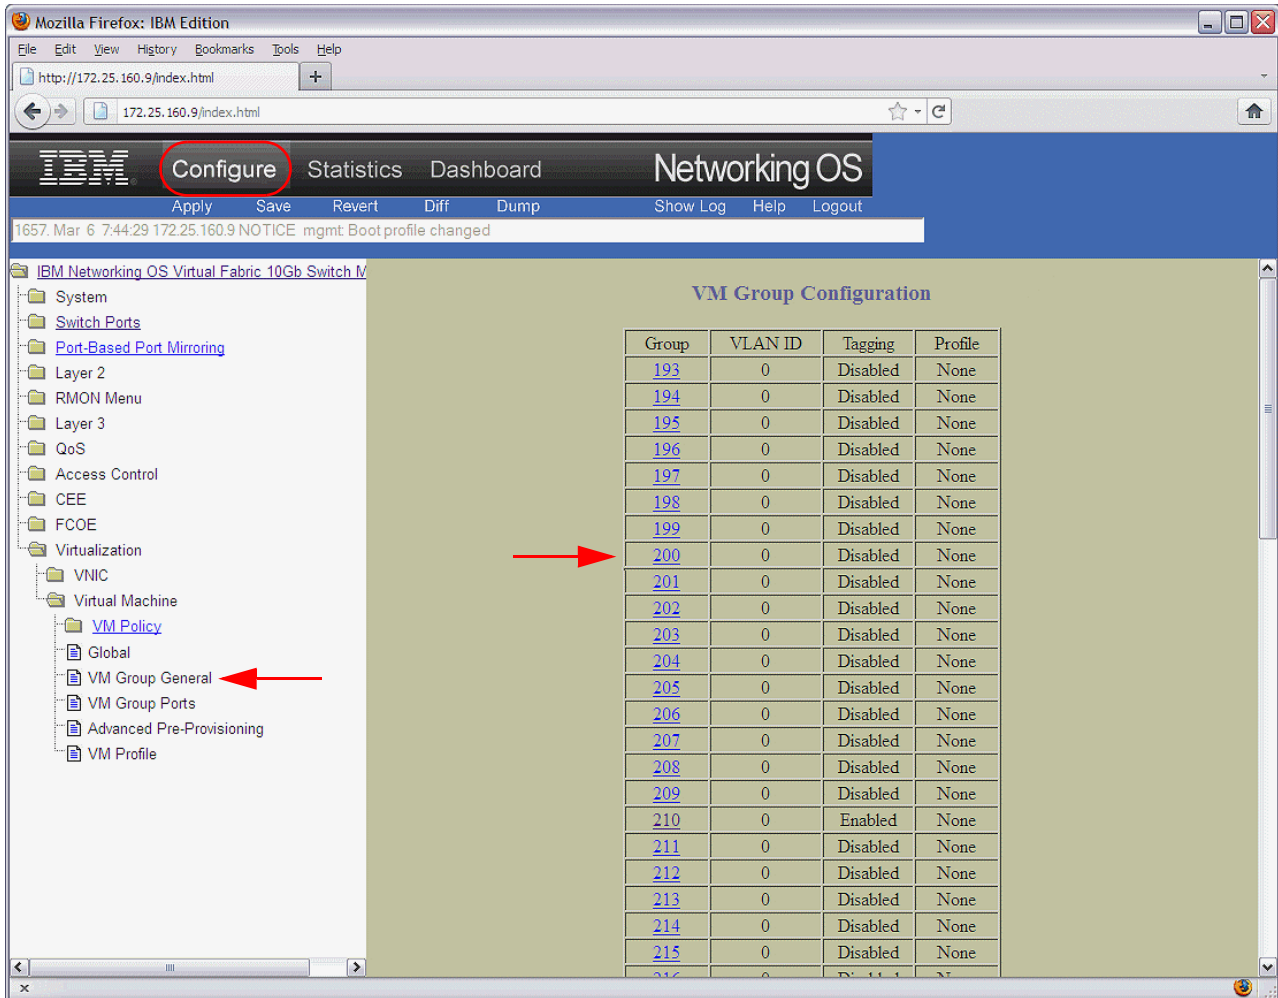 Mozilla Firefox: IBM Edition
File Edit View History Bookmarks Tools Help
http://172.25.160.9/index.html
172.25.160.9/index.html
IBM Configure Statistics Dashboard Networking OS
Apply Save Revert Diff Dump Show Log Help Logout
1657. Mar 6 7:44:29 172.25.160.9 NOTICE mgmt: Boot profile changed
IBM Networking OS Virtual Fabric 10Gb Switch M
System
Switch Ports
Port-Based Port Mirroring
Layer 2
RMON Menu
Layer 3
QoS
Access Control
CEE
FCOE
Virtualization
VNIC
Virtual Machine
VM Policy
Global
VM Group General
VM Group Ports
Advanced Pre-Provisioning
VM Profile
VM Group Configuration
Group VLAN ID Tagging Profile
193 0 Disabled None
194 0 Disabled None
195 0 Disabled None
196 0 Disabled None
197 0 Disabled None
198 0 Disabled None
199 0 Disabled None
200 0 Disabled None
201 0 Disabled None
202 0 Disabled None
203 0 Disabled None
204 0 Disabled None
205 0 Disabled None
206 0 Disabled None
207 0 Disabled None
208 0 Disabled None
209 0 Disabled None
210 0 Enabled None
211 0 Disabled None
212 0 Disabled None
213 0 Disabled None
214 0 Disabled None
215 0 Disabled None